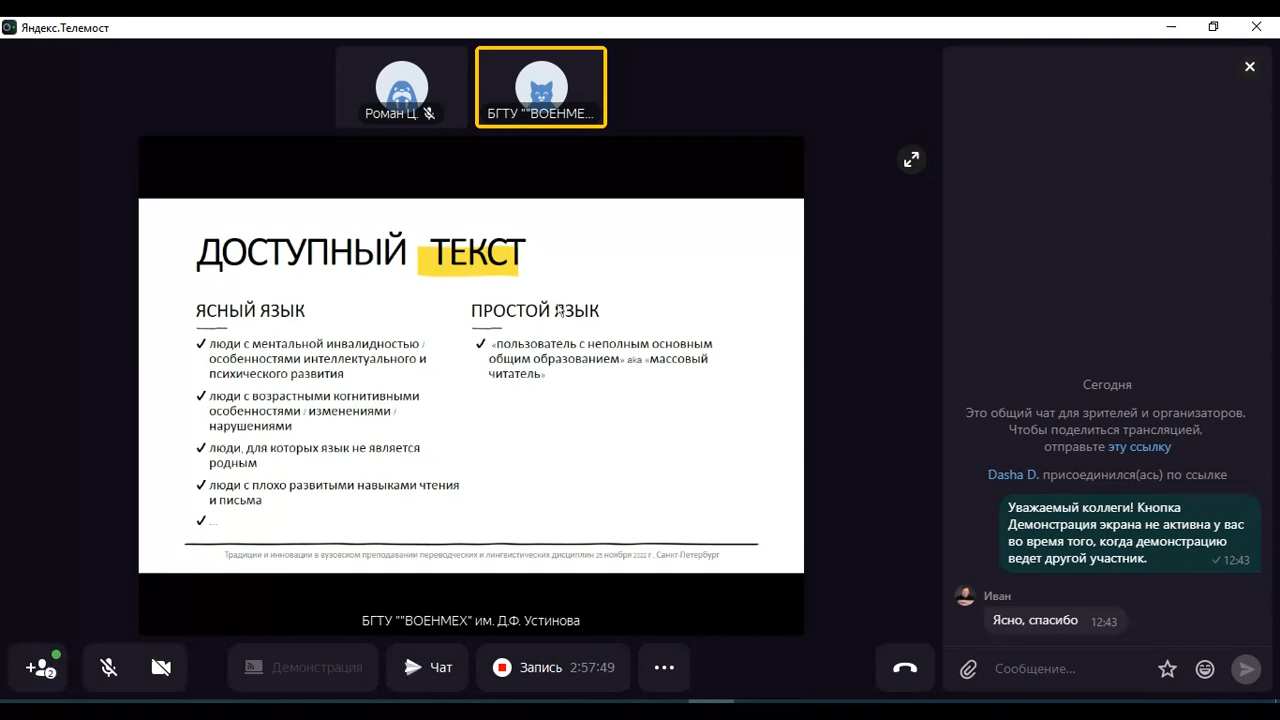 Яндекс.Телемост
Роман Ц.
БГТУ ""ВОЕНМЕ...
ДОСТУПНЫЙ ТЕКСТ
ЯСНЫЙ ЯЗЫК
✓ люди с ментальной инвалидностью /
особенностями интеллектуального и
психического развития
✓ люди с возрастными когнитивными
особенностями / изменениями /
нарушениями
✓ люди, для которых язык не является
родным
✓ люди с плохо развитыми навыками чтения
и письма
✓ ...
ПРОСТОЙ ЯЗЫК
✓ «пользователь с неполным основным
общим образованием» aka «массовый
читатель»
Традиции и инновации в вузовском преподавании переводческих и лингвистических дисциплин 25 ноября 2022 г., Санкт-Петербург
БГТУ ""ВОЕНМЕХ" им. Д.Ф. Устинова
2
Демонстрация
Чат
Запись 2:57:49
Сегодня
Это общий чат для зрителей и организаторов.
Чтобы поделиться трансляцией,
отправьте эту ссылку
Dasha D. присоединился(ась) по ссылке
Уважаемый коллеги! Кнопка
Демонстрация экрана не активна у вас
во время того, когда демонстрацию
ведет другой участник. 12:43
Иван
Ясно, спасибо 12:43
Сообщение...